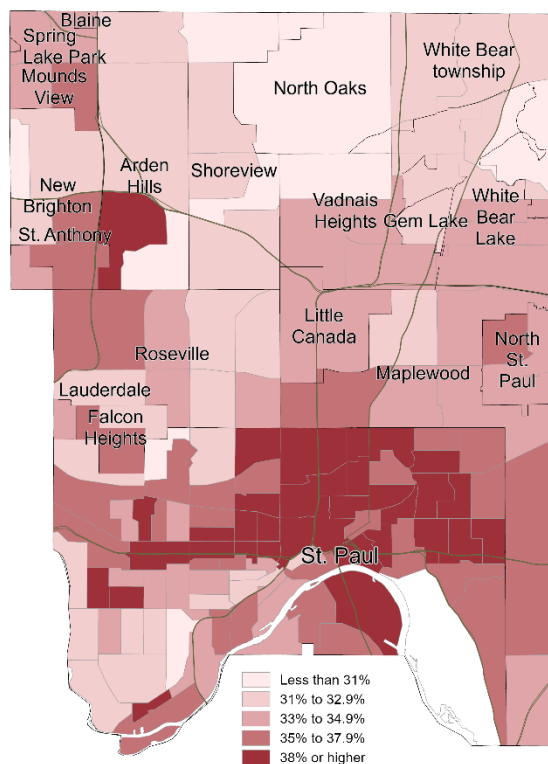 Blaine
Spring
Lake Park
Mounds
View
White Bear
township
North Oaks
Arden
Hills
Shoreview
New
Brighton
St. Anthony
Vadnais
Heights
Gem Lake
White
Bear
Lake
Little
Canada
Roseville
North
St.
Paul
Maplewood
Lauderdale
Falcon
Heights
St. Paul
Less than 31%
31% to 32.9%
33% to 34.9%
35% to 37.9%
38% or higher